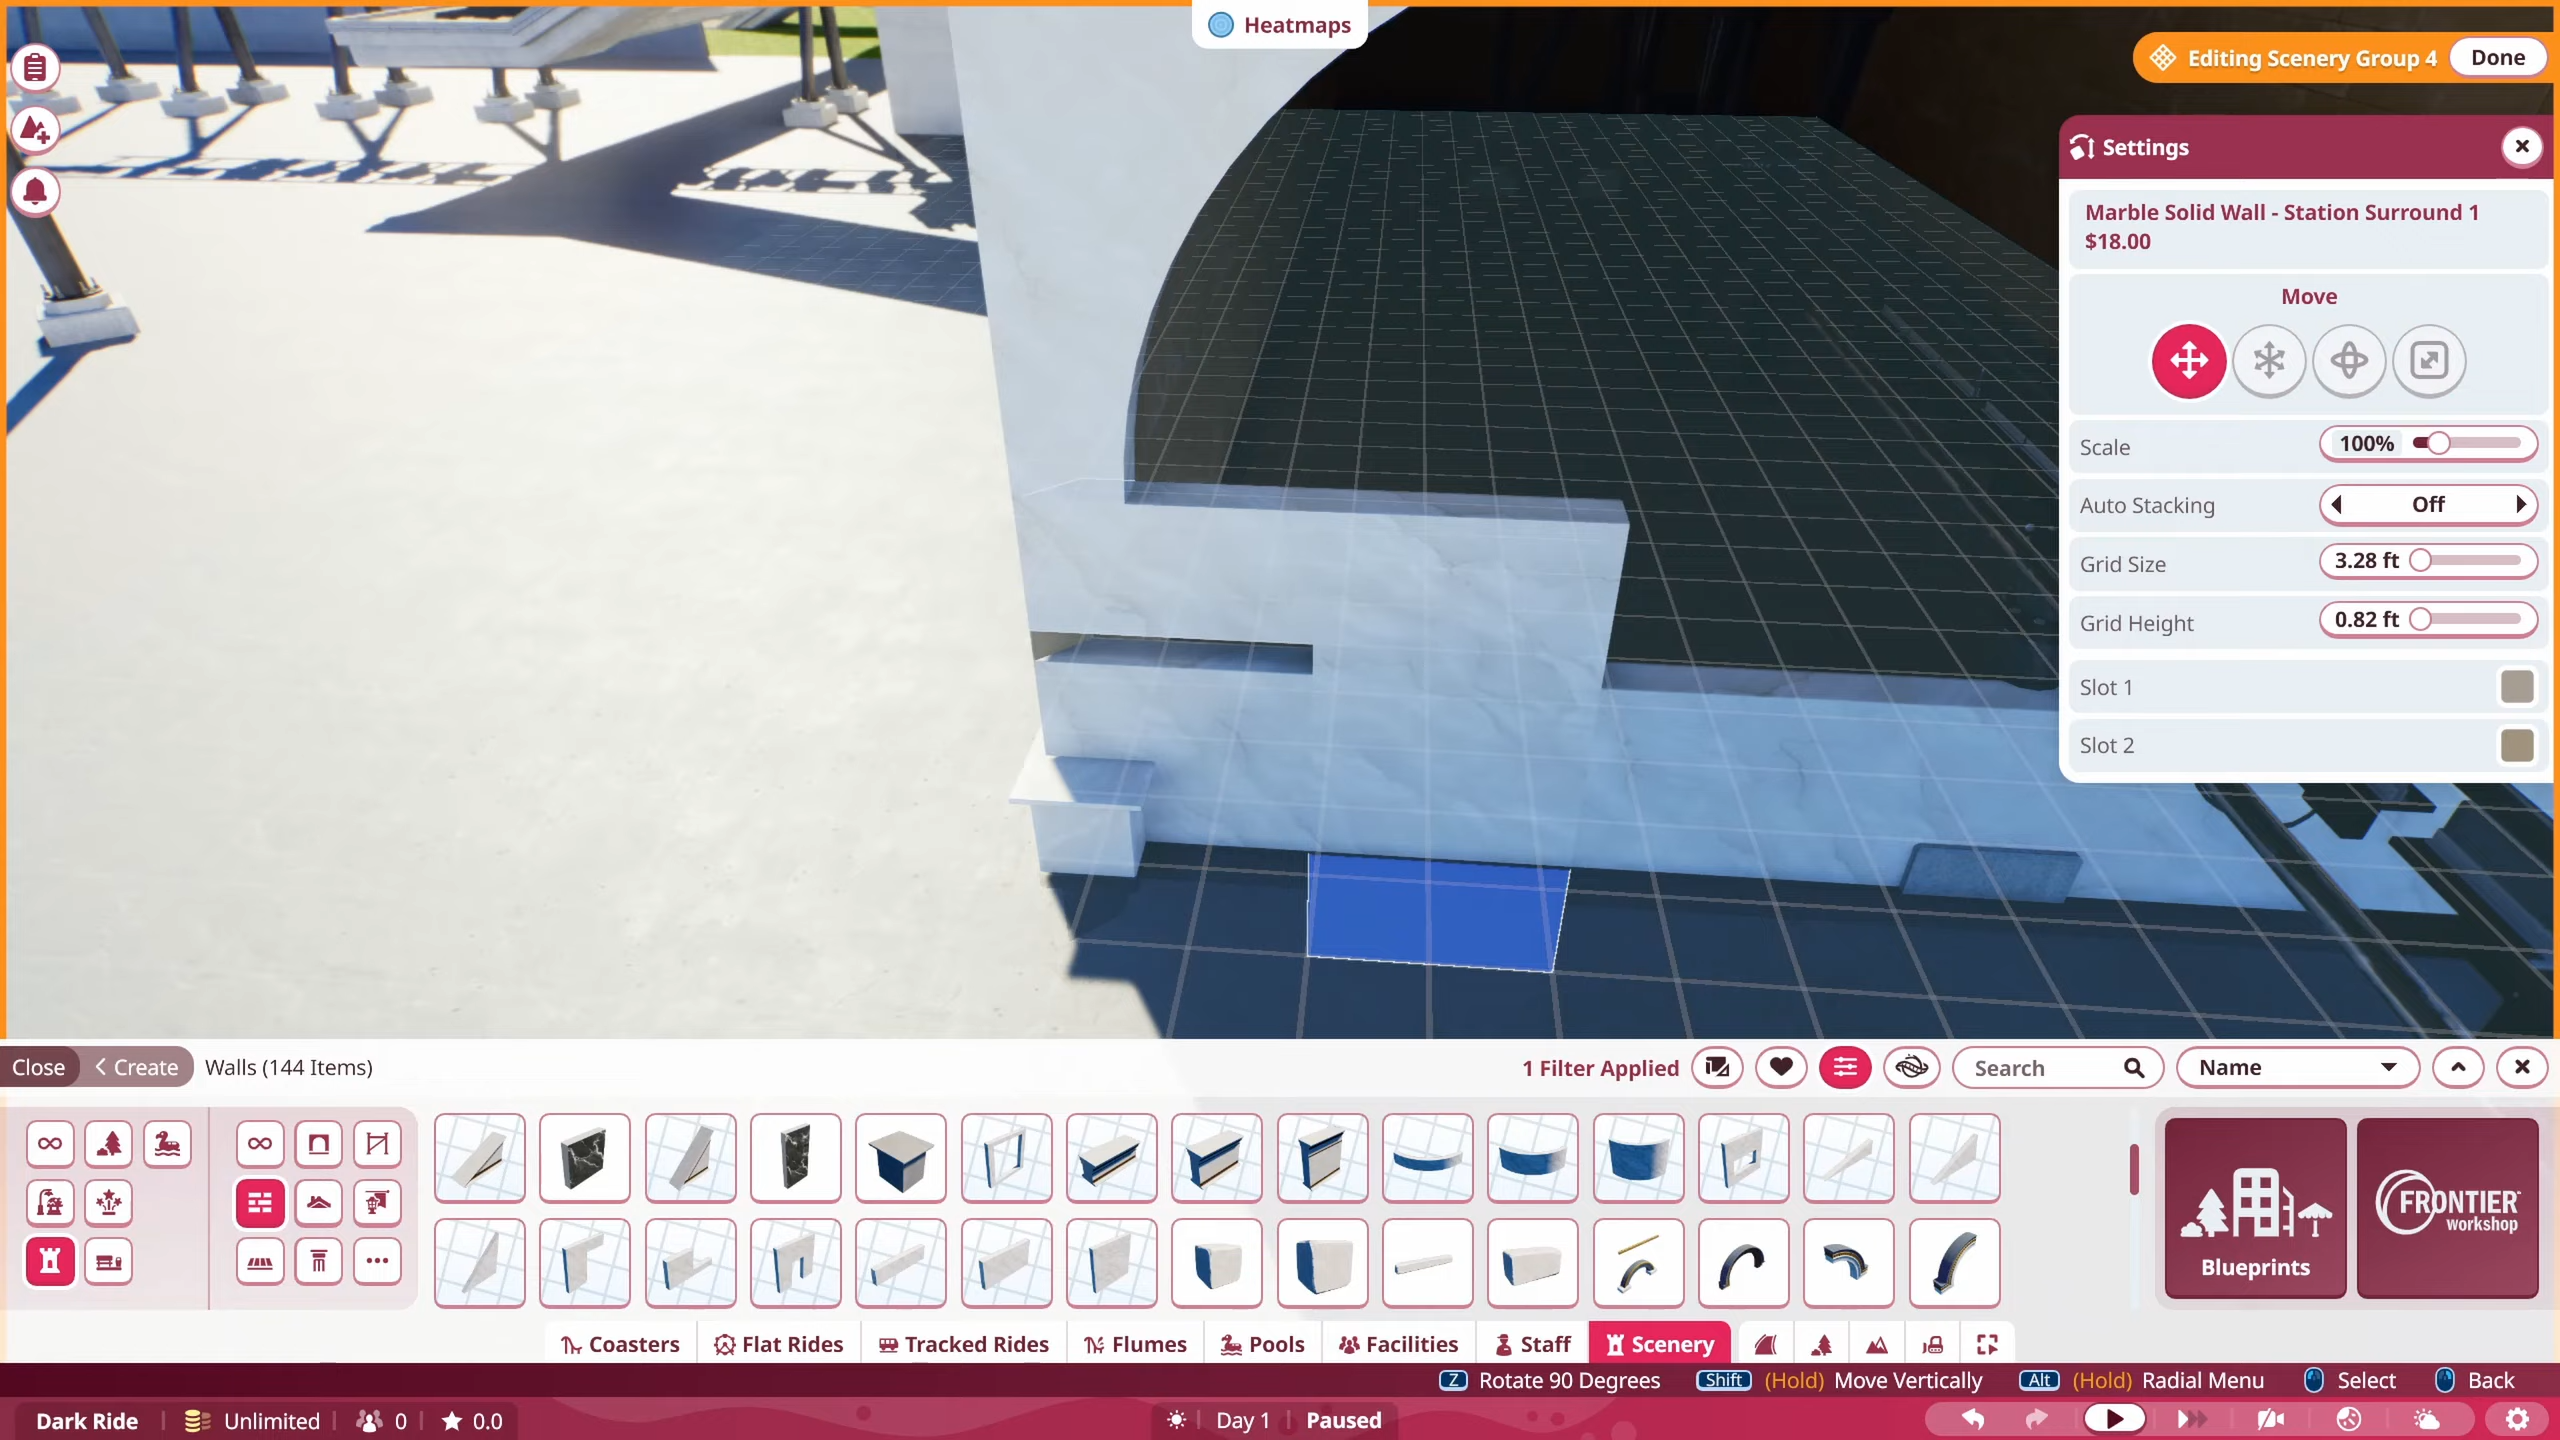 Heatmaps
Editing Scenery Group 4
Done
Settings
Marble Solid Wall - Station Surround 1
$18.00
Move
Scale
100%
Auto Stacking
Off
Grid Size
3.28 ft
Grid Height
0.82 ft
Slot 1
Slot 2
Close
Create
Walls (144 Items)
1 Filter Applied
Search
Name
Blueprints
FRONTIER
workshop
Coasters
Flat Rides
Tracked Rides
Flumes
Pools
Facilities
Staff
Scenery
Z Rotate 90 Degrees
Shift (Hold) Move Vertically
Alt (Hold) Radial Menu
Select
Back
Dark Ride
Unlimited
0
0.0
Day 1
Paused